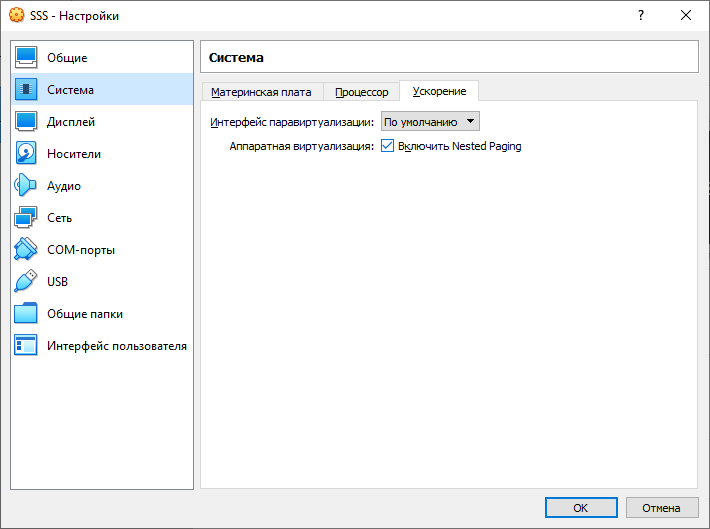 SSS - Настройки
?
Общие
Система
Дисплей
Носители
Аудио
Сеть
COM-порты
USB
Общие папки
Интерфейс пользователя
Система
Материнская плата Процессор Ускорение
Интерфейс паравиртуализации: По умолчанию
Аппаратная виртуализация: Включить Nested Paging
OK Отмена